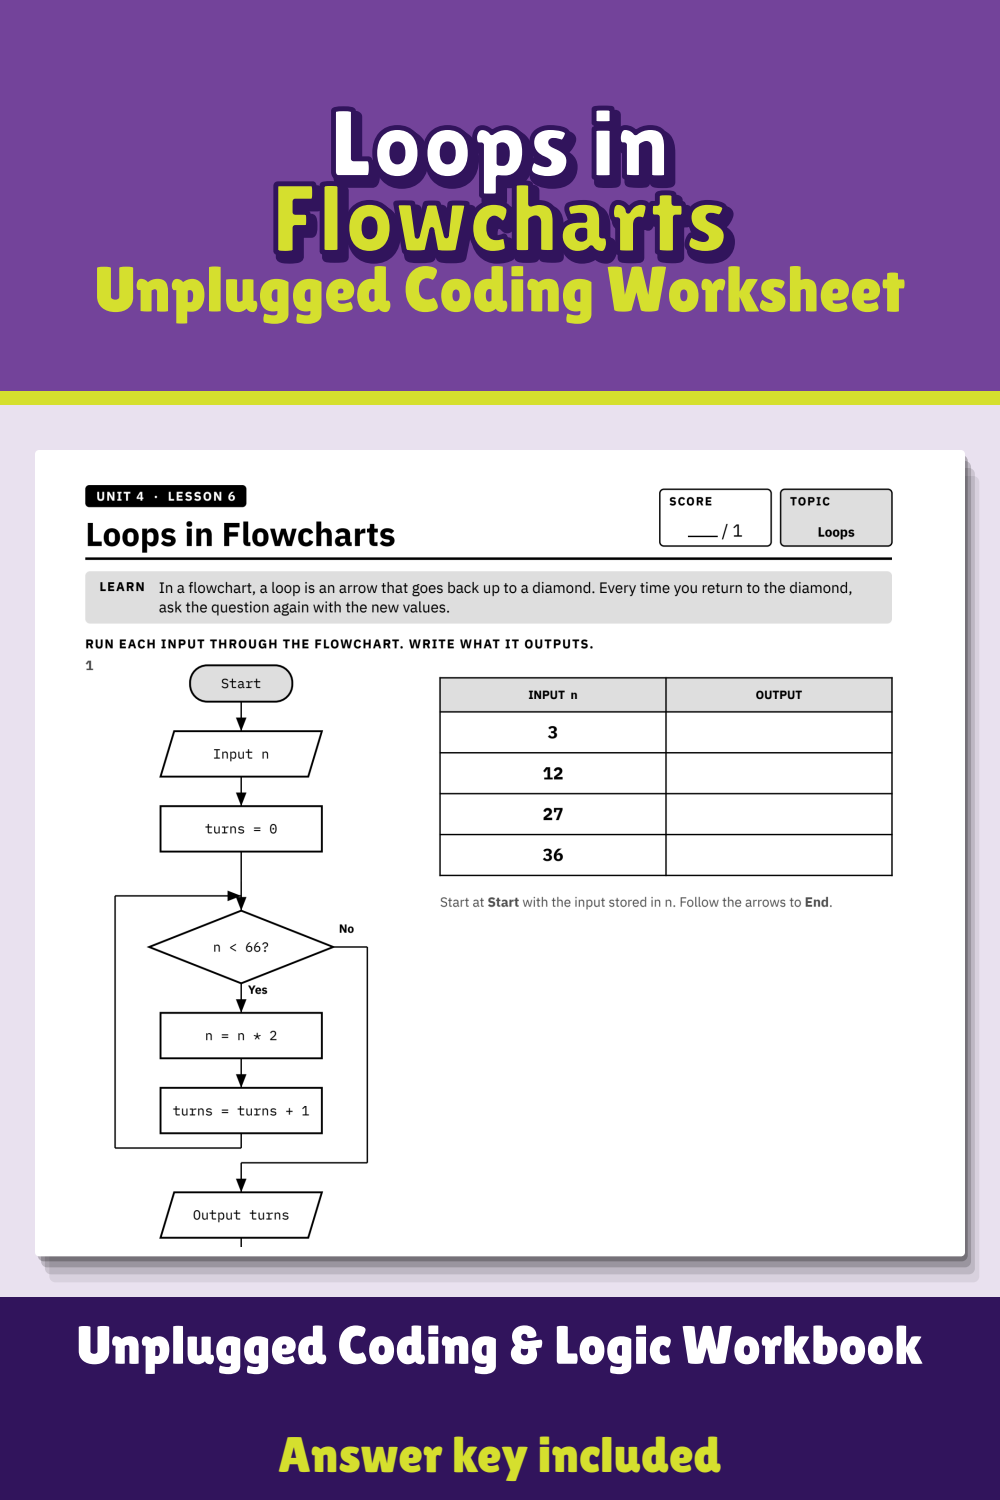 Loops in
Flowcharts
Unplugged Coding Worksheet
UNIT 4 · LESSON 6
Loops in Flowcharts
SCORE
___ / 1
TOPIC
Loops
LEARN In a flowchart, a loop is an arrow that goes back up to a diamond. Every time you return to the diamond,
ask the question again with the new values.
RUN EACH INPUT THROUGH THE FLOWCHART. WRITE WHAT IT OUTPUTS.
1
Start
Input n
turns = 0
n < 66?
No
Yes
n = n * 2
turns = turns + 1
Output turns
INPUT n OUTPUT
3
12
27
36
Start at Start with the input stored in n. Follow the arrows to End.
Unplugged Coding & Logic Workbook
Answer key included